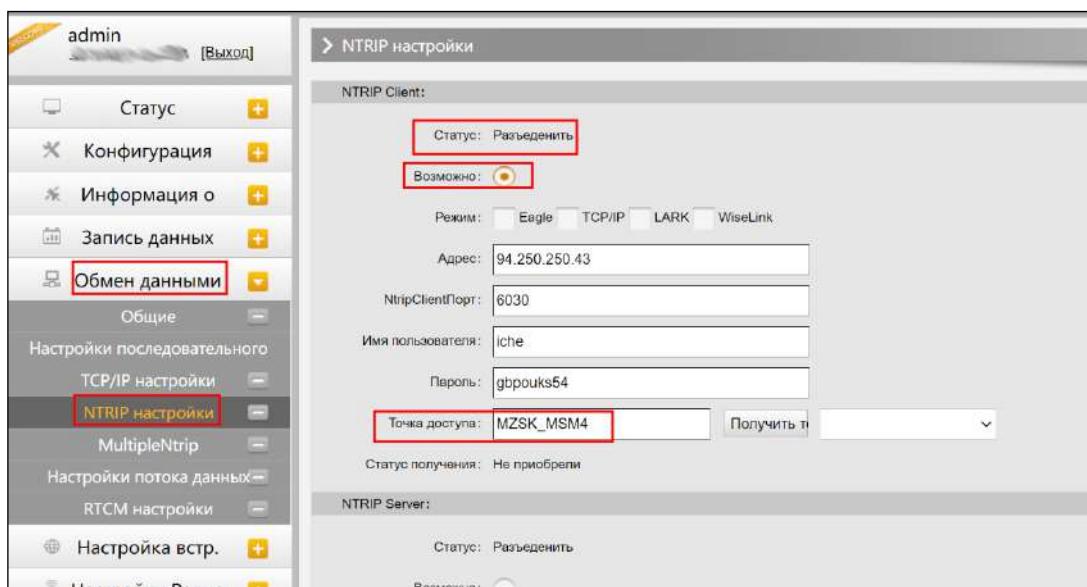 admin
[Выход]
Статус
Конфигурация
Информация о
Запись данных
Обмен данными
Общие
Настройки последовательного
TCP/IP настройки
NTRIP настройки
MultipleNtrip
Настройки потока данных
RTCM настройки
Настройка встр.
NTRIP настройки
NTRIP Client:
Статус: Разъеденить
Возможно:
Режим: Eagle TCP/IP LARK WiseLink
Адрес: 94.250.250.43
NtripClientПорт: 6030
Имя пользователя: iche
Пароль: gbpouks54
Точка доступа: MZSK_MSM4 Получить
Статус получения: Не приобрели
NTRIP Server:
Статус: Разъеденить
Возможно: